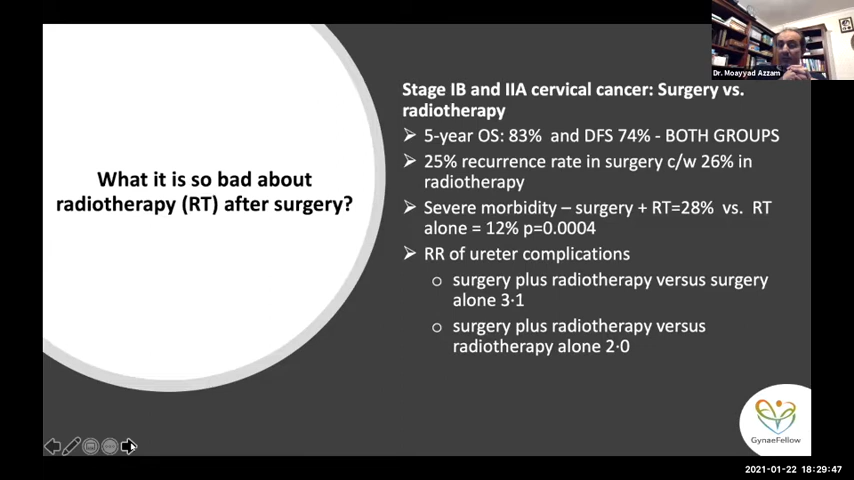 Dr. Moayyad Azzam
What it is so bad about
radiotherapy (RT) after surgery?
Stage IB and IIA cervical cancer: Surgery vs.
radiotherapy
➢ 5-year OS: 83% and DFS 74% - BOTH GROUPS
➢ 25% recurrence rate in surgery c/w 26% in
radiotherapy
➢ Severe morbidity – surgery + RT=28% vs. RT
alone = 12% p=0.0004
➢ RR of ureter complications
o surgery plus radiotherapy versus surgery
alone 3·1
o surgery plus radiotherapy versus
radiotherapy alone 2·0
GynaeFellow
2021-01-22 18:29:47